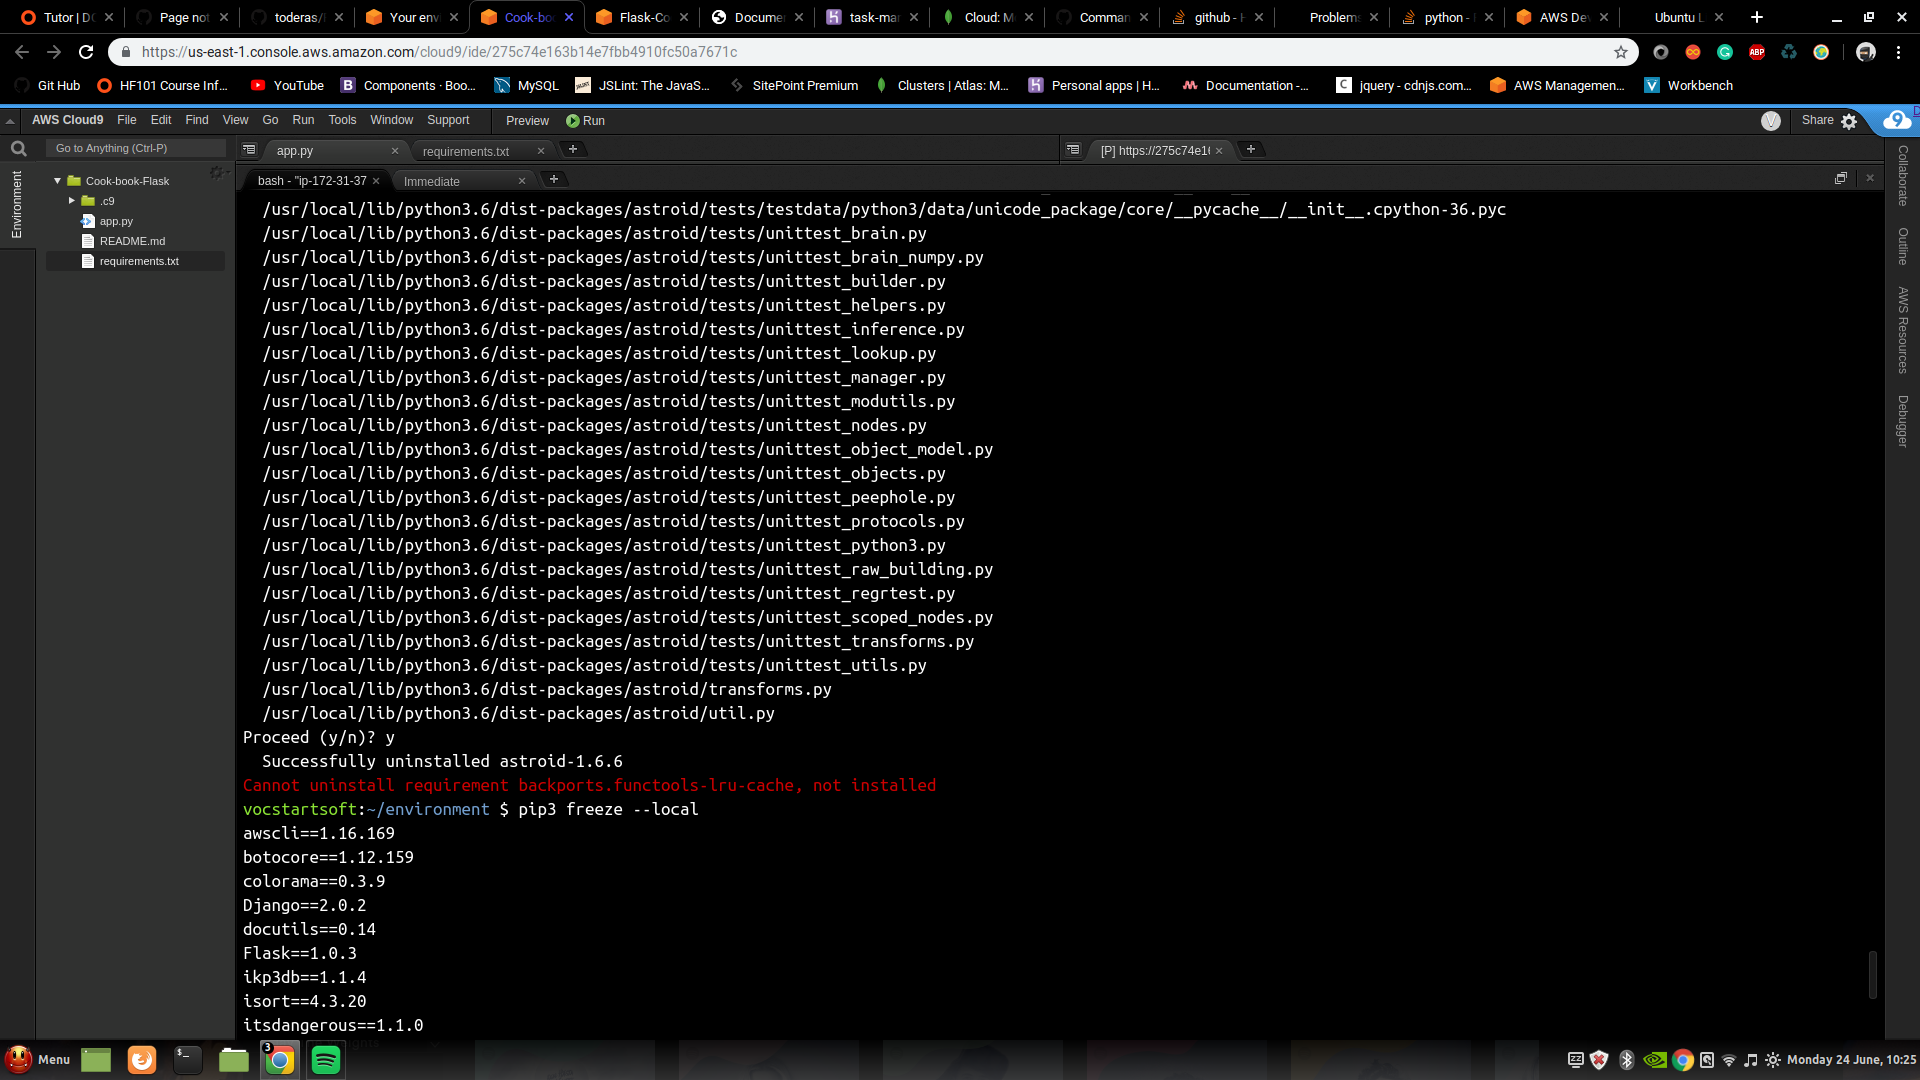 Tutor | DC
Page not
toderas/
Your env
Cook-boo
Flask-Co
Docume
task-mar
Cloud: M
Comman
github - H
Problems
python -
AWS Dev
Ubuntu L
https://us-east-1.console.aws.amazon.com/cloud9/ide/275c74e163b14e7fbb4910fc50a7671c
ABP
Git Hub
HF101 Course Inf...
YouTube
Components · Boo...
MySQL
JSLint: The JavaS...
SitePoint Premium
Clusters | Atlas: M...
Personal apps | H...
Documentation -...
jquery - cdnjs.com...
AWS Managemen...
Workbench
AWS Cloud9 File Edit Find View Go Run Tools Window Support Preview Run
V Share 9
Go to Anything (Ctrl-P)
app.py
requirements.txt
[P] https://275c74e16
Environment
Cook-book-Flask
.c9
app.py
README.md
requirements.txt
bash - "ip-172-31-37
Immediate
/usr/local/lib/python3.6/dist-packages/astroid/tests/testdata/python3/data/unicode_package/core/__pycache__/__init__.cpython-36.pyc
/usr/local/lib/python3.6/dist-packages/astroid/tests/unittest_brain.py
/usr/local/lib/python3.6/dist-packages/astroid/tests/unittest_brain_numpy.py
/usr/local/lib/python3.6/dist-packages/astroid/tests/unittest_builder.py
/usr/local/lib/python3.6/dist-packages/astroid/tests/unittest_helpers.py
/usr/local/lib/python3.6/dist-packages/astroid/tests/unittest_inference.py
/usr/local/lib/python3.6/dist-packages/astroid/tests/unittest_lookup.py
/usr/local/lib/python3.6/dist-packages/astroid/tests/unittest_manager.py
/usr/local/lib/python3.6/dist-packages/astroid/tests/unittest_modutils.py
/usr/local/lib/python3.6/dist-packages/astroid/tests/unittest_nodes.py
/usr/local/lib/python3.6/dist-packages/astroid/tests/unittest_object_model.py
/usr/local/lib/python3.6/dist-packages/astroid/tests/unittest_objects.py
/usr/local/lib/python3.6/dist-packages/astroid/tests/unittest_peephole.py
/usr/local/lib/python3.6/dist-packages/astroid/tests/unittest_protocols.py
/usr/local/lib/python3.6/dist-packages/astroid/tests/unittest_python3.py
/usr/local/lib/python3.6/dist-packages/astroid/tests/unittest_raw_building.py
/usr/local/lib/python3.6/dist-packages/astroid/tests/unittest_regrtest.py
/usr/local/lib/python3.6/dist-packages/astroid/tests/unittest_scoped_nodes.py
/usr/local/lib/python3.6/dist-packages/astroid/tests/unittest_transforms.py
/usr/local/lib/python3.6/dist-packages/astroid/tests/unittest_utils.py
/usr/local/lib/python3.6/dist-packages/astroid/transforms.py
/usr/local/lib/python3.6/dist-packages/astroid/util.py
Proceed (y/n)? y
Successfully uninstalled astroid-1.6.6
Cannot uninstall requirement backports.functools-lru-cache, not installed
vocstartsoft:~/environment $ pip3 freeze --local
awscli==1.16.169
botocore==1.12.159
colorama==0.3.9
Django==2.0.2
docutils==0.14
Flask==1.0.3
ikp3db==1.1.4
isort==4.3.20
itsdangerous==1.1.0
Collaborate
Outline
AWS Resources
Debugger
Menu
3
Monday 24 June, 10:25